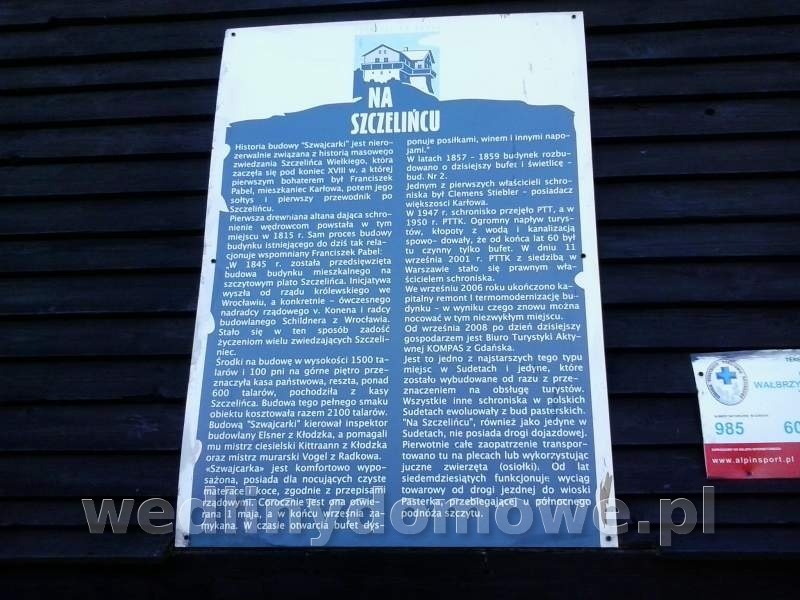 NA
SZCZELIŃCU
Historia budowy "Szwajcarki" jest niero-
zerwalnie związana z historią masowego
zwiedzania Szczelińca Wielkiego, która
zaczęła się pod koniec XVIII w. a której
pierwszym bohaterem był Franciszek
Pabel, mieszkaniec Karłowa, potem jego
sołtys i pierwszy przewodnik po
Szczelińcu.
Pierwsza drewniana altana dająca schro-
nienie wędrowcom powstała w tym
miejscu w 1815 r. Sam proces budowy
budynku istniejącego do dziś tak rela-
cjonuje wspomniany Franciszek Pabel:
„W 1845 r. została przedsięwzięta
budowa budynku mieszkalnego na
szczytowym plato Szczelińca. Inicjatywa
wyszła od rządu królewskiego we
Wrocławiu, a konkretnie - ówczesnego
nadradcy rządowego v. Konena i radcy
budowlanego Schildnera z Wrocławia.
Stało się w ten sposób zadość
życzeniom wielu zwiedzających Szczeli-
niec.
Środki na budowę w wysokości 1500 ta-
larów i 100 pni na górne piętro prze-
znaczyła kasa państwowa, reszta, ponad
600 talarów, pochodziła z kasy
Szczelińca. Budowa tego pełnego smaku
obiektu kosztowała razem 2100 talarów.
Budową "Szwajcarki" kierował inspektor
budowlany Elsner z Kłodzka, a pomagali
mu mistrz ciesielski Kittraann z Kłodzka
oraz mistrz murarski Vogel z Radkowa.
«Szwajcarka» jest komfortowo wypo-
sażona, posiada dla nocujących czyste
materace i koce, zgodnie z przepisami
rządowymi. Corocznie jest ona otwie-
rana 1 maja, a w końcu września za-
mykana. W czasie otwarcia bufet dys-
ponuje posiłkami, winem i innymi napo-
jami."
W latach 1857 - 1859 budynek rozbu-
dowano o dzisiejszy bufet i świetlicę -
bud. Nr 2.
Jednym z pierwszych właścicieli schro-
niska był Clemens Stiebler - posiadacz
większosci Karłowa.
W 1947 r. schronisko przejęło PTT, a w
1950 r. PTTK. Ogromny napływ turys-
tów, kłopoty z wodą i kanalizacją
spowo- dowały, że od końca lat 60 był
tu czynny tylko bufet. W dniu 11
września 2001 r. PTTK z siedzibą w
Warszawie stało się prawnym wła-
ścicielem schroniska.
We wrześniu 2006 roku ukończono ka-
pitalny remont i termomodernizację bu-
dynku - w wyniku czego znowu można
nocować w tym niezwykłym miejscu.
Od września 2008 po dzień dzisiejszy
gospodarzem jest Biuro Turystyki Akty-
wnej KOMPAS z Gdańska.
Jest to jedno z najstarszych tego typu
miejsc w Sudetach i jedyne, które
zostało wybudowane od razu z prze-
znaczeniem na obsługę turystów.
Wszystkie inne schroniska w polskich
Sudetach ewoluowały z bud pasterskich.
"Na Szczelińcu", również jako jedyne w
Sudetach, nie posiada drogi dojazdowej.
Pierwotnie całe zaopatrzenie transpor-
towano tu na plecach lub wykorzystując
juczne zwierzęta (osiołki). Od lat
siedemdziesiątych funkcjonuje wyciąg
towarowy od drogi jezdnej do wioski
Pasterka, przebiegającej u północnego
podnóża szczytu.
WAŁBRZY
985 60
www.alpinsport.pl
wedlinydomowe.pl